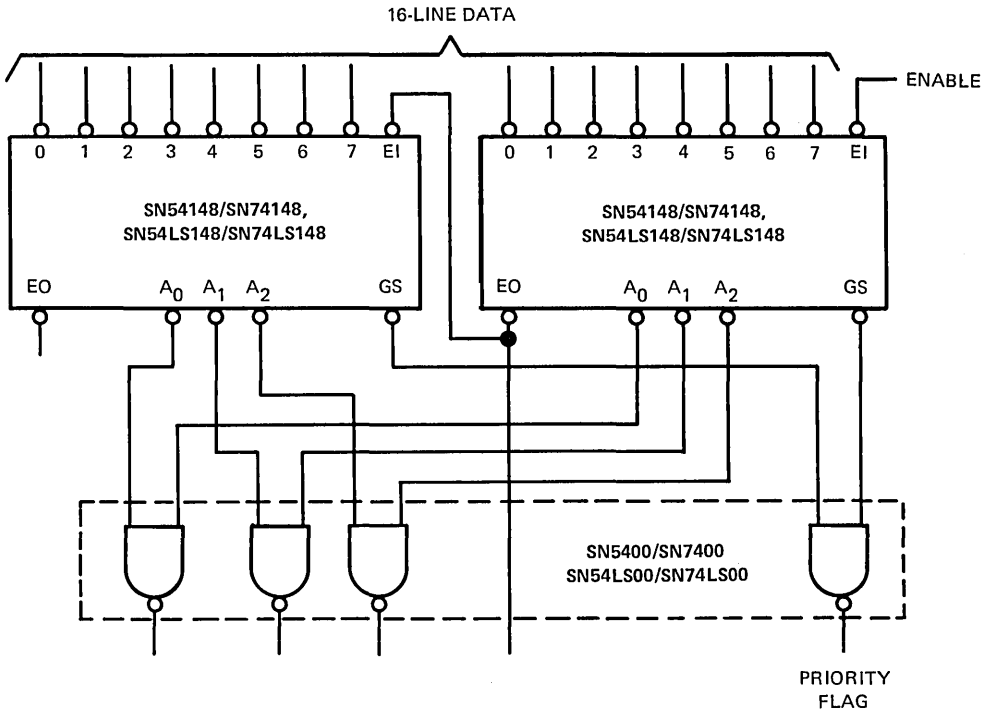 16-LINE DATA
ENABLE
0 1 2 3 4 5 6 7 EI
SN54148/SN74148,
SN54LS148/SN74LS148
EO A0 A1 A2 GS
0 1 2 3 4 5 6 7 EI
SN54148/SN74148,
SN54LS148/SN74LS148
EO A0 A1 A2 GS
SN5400/SN7400
SN54LS00/SN74LS00
PRIORITY
FLAG